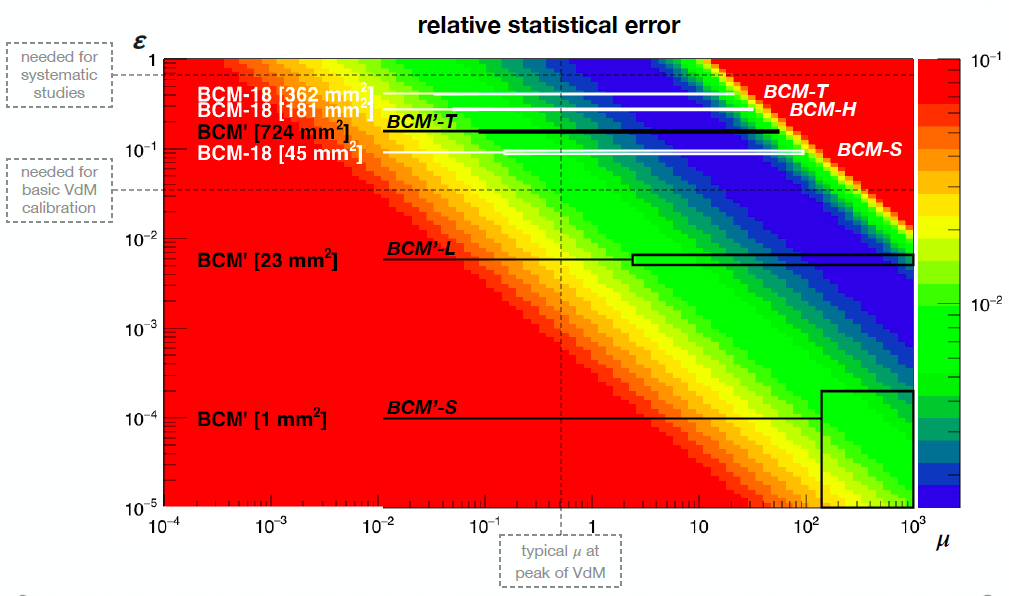 relative statistical error
ε
needed for
systematic
studies
1
10⁻¹
BCM-18 [362 mm²]
BCM-T
BCM-18 [181 mm²]
BCM-H
BCM'-T
BCM' [724 mm²]
10⁻¹
BCM-18 [45 mm²]
BCM-S
needed for
basic VdM
calibration
10⁻²
BCM'-L
BCM' [23 mm²]
10⁻²
10⁻³
BCM'-S
10⁻⁴
BCM' [1 mm²]
10⁻⁵
10⁻⁴ 10⁻³ 10⁻² 10⁻¹ 1 10 10² 10³
μ
typical μ at
peak of VdM